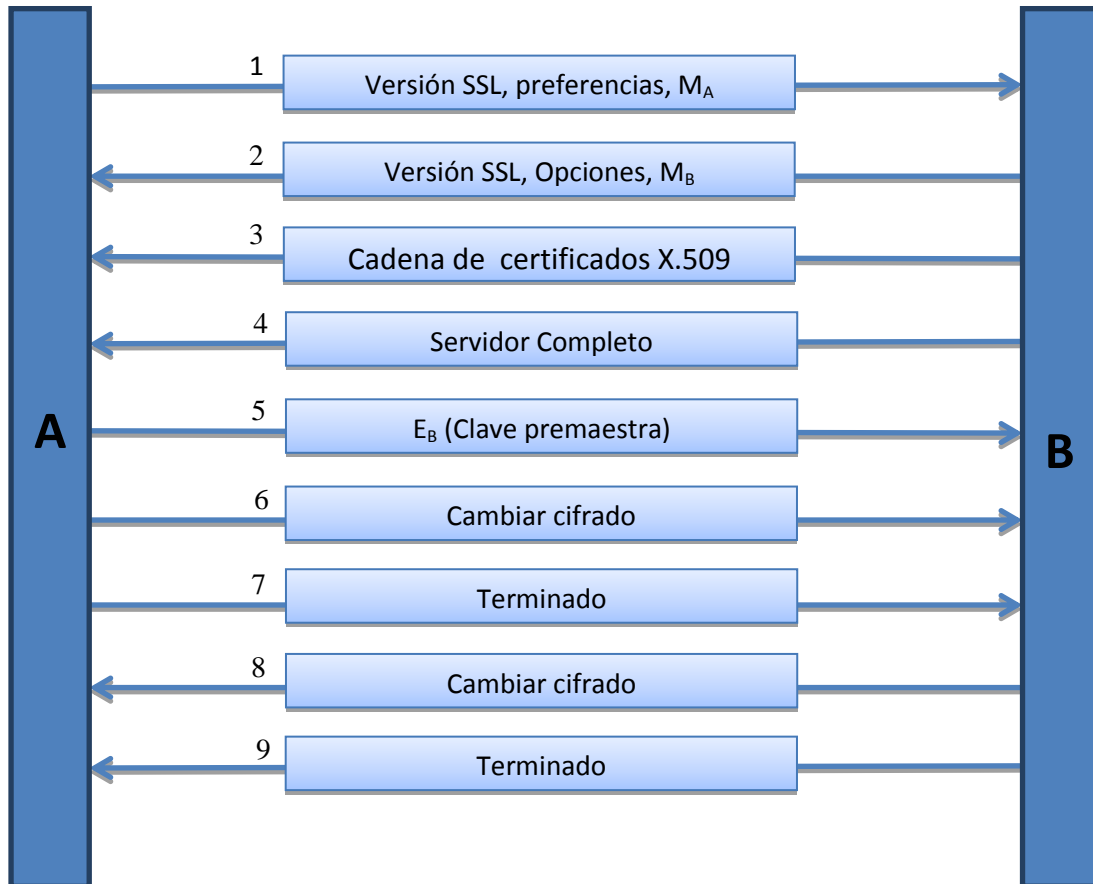 1
Versión SSL, preferencias, MA
2
Versión SSL, Opciones, MB
3
Cadena de certificados X.509
4
Servidor Completo
A
5
EB (Clave premaestra)
B
6
Cambiar cifrado
7
Terminado
8
Cambiar cifrado
9
Terminado